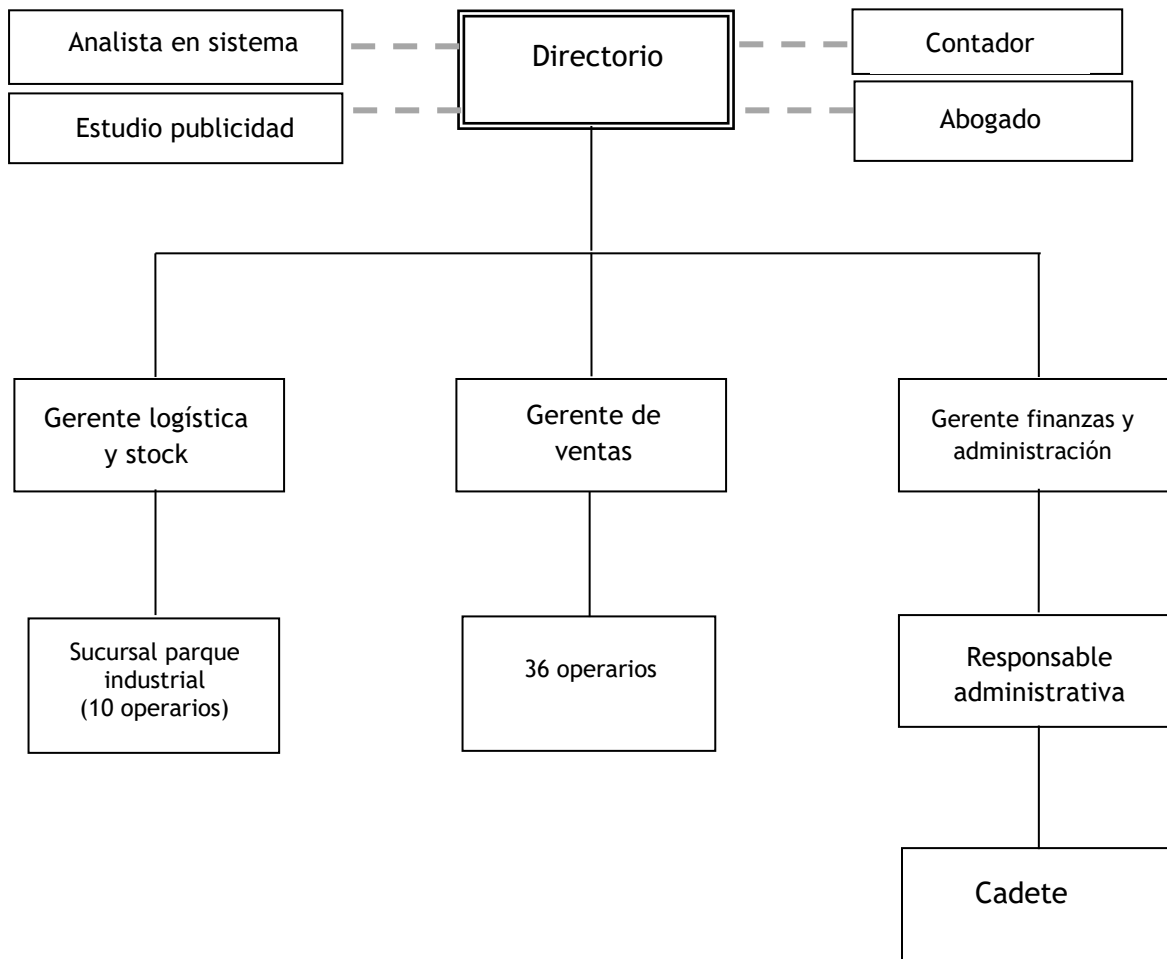 Analista en sistema
Directorio
Contador
Estudio publicidad
Abogado
Gerente logística
y stock
Gerente de
ventas
Gerente finanzas y
administración
Sucursal parque
industrial
(10 operarios)
36 operarios
Responsable
administrativa
Cadete